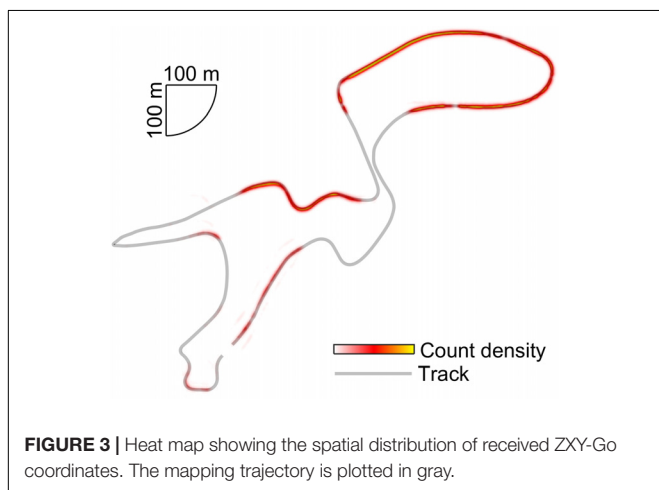 100 m
100 m
Count density
Track
FIGURE 3 | Heat map showing the spatial distribution of received ZXY-Go
coordinates. The mapping trajectory is plotted in gray.